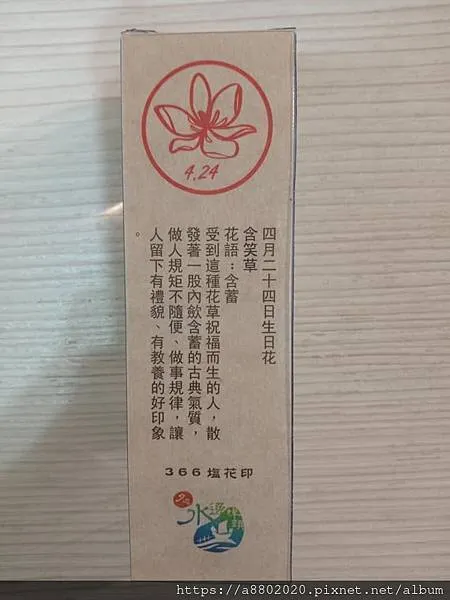 4.24
四月二十四日生日花
含笑草
花語：含蓄
受到這種花草祝福而生的人，散
發著一股內斂含蓄的古典氣質，
做人規矩不隨便、做事規律，讓
人留下有禮貌、有教養的好印象
。
366塩花印
https://a8802020.pixnet.net/album